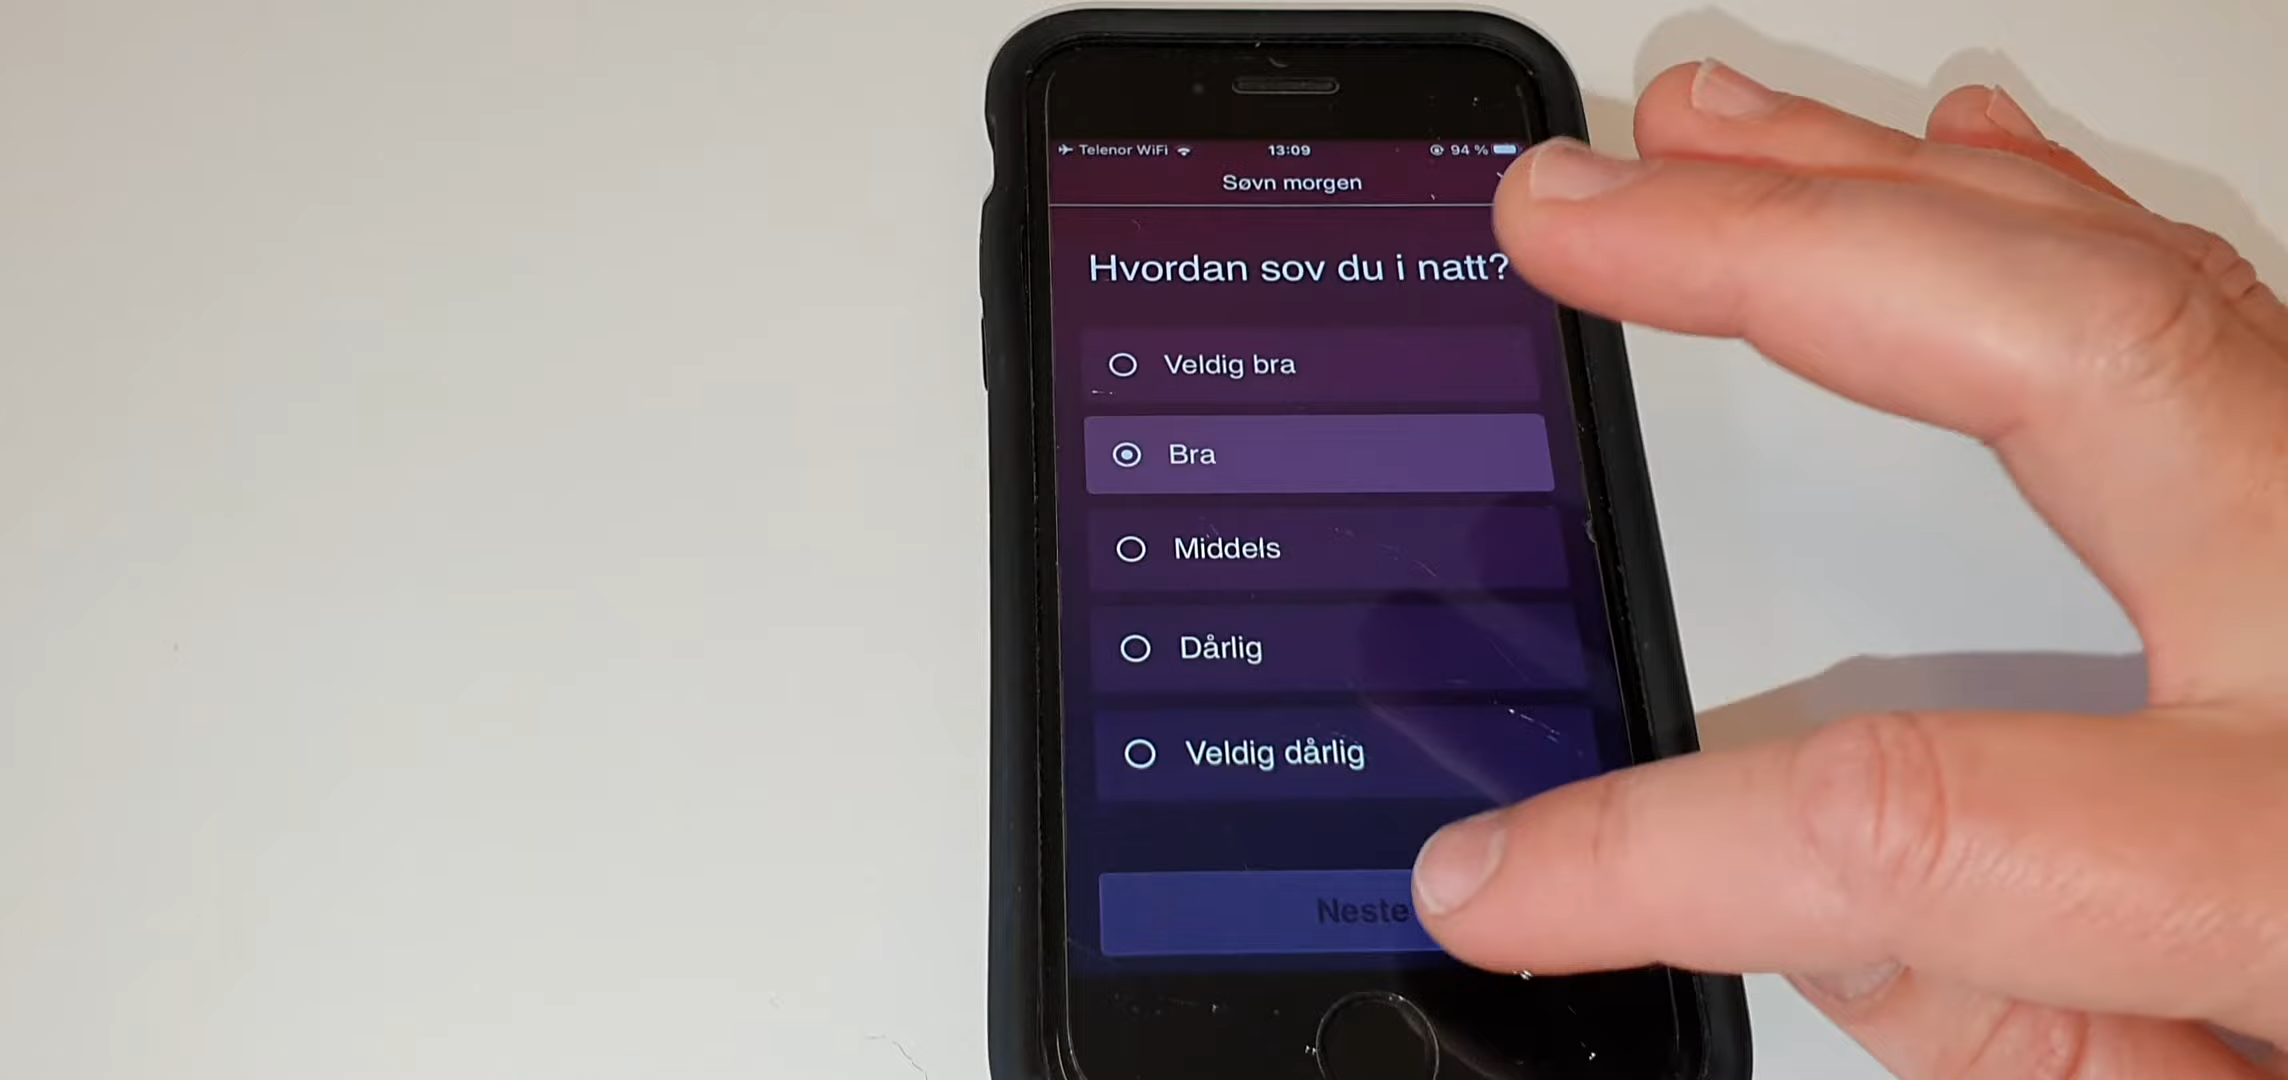 Telenor WiFi 13:09 94 %
Søvn morgen
Hvordan sov du i natt?
Veldig bra
Bra
Middels
Dårlig
Veldig dårlig
Neste